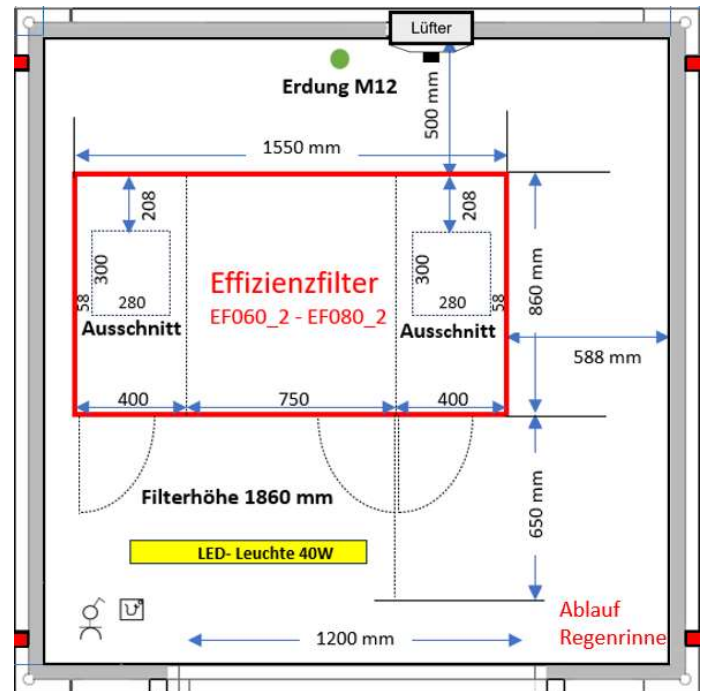 Lüfter
Erdung M12
500 mm
1550 mm
208
208
300
280
58
Ausschnitt
Effizienzfilter
EF060_2 - EF080_2
300
280
58
Ausschnitt
860 mm
588 mm
400
750
400
Filterhöhe 1860 mm
650 mm
LED- Leuchte 40W
1200 mm
Ablauf
Regenrinne